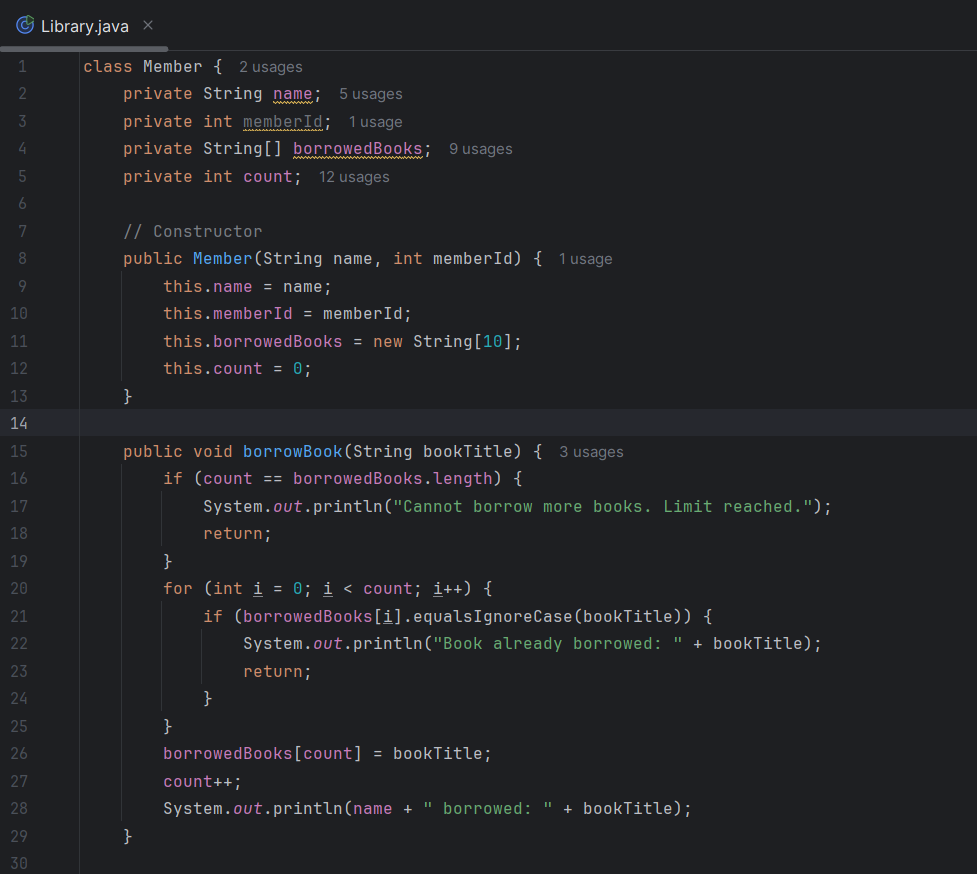 Library.java
1 class Member { 2 usages
2 private String name; 5 usages
3 private int memberId; 1 usage
4 private String[] borrowedBooks; 9 usages
5 private int count; 12 usages
6
7 // Constructor
8 public Member(String name, int memberId) { 1 usage
9 this.name = name;
10 this.memberId = memberId;
11 this.borrowedBooks = new String[10];
12 this.count = 0;
13 }
14
15 public void borrowBook(String bookTitle) { 3 usages
16 if (count == borrowedBooks.length) {
17 System.out.println("Cannot borrow more books. Limit reached.");
18 return;
19 }
20 for (int i = 0; i < count; i++) {
21 if (borrowedBooks[i].equalsIgnoreCase(bookTitle)) {
22 System.out.println("Book already borrowed: " + bookTitle);
23 return;
24 }
25 }
26 borrowedBooks[count] = bookTitle;
27 count++;
28 System.out.println(name + " borrowed: " + bookTitle);
29 }
30